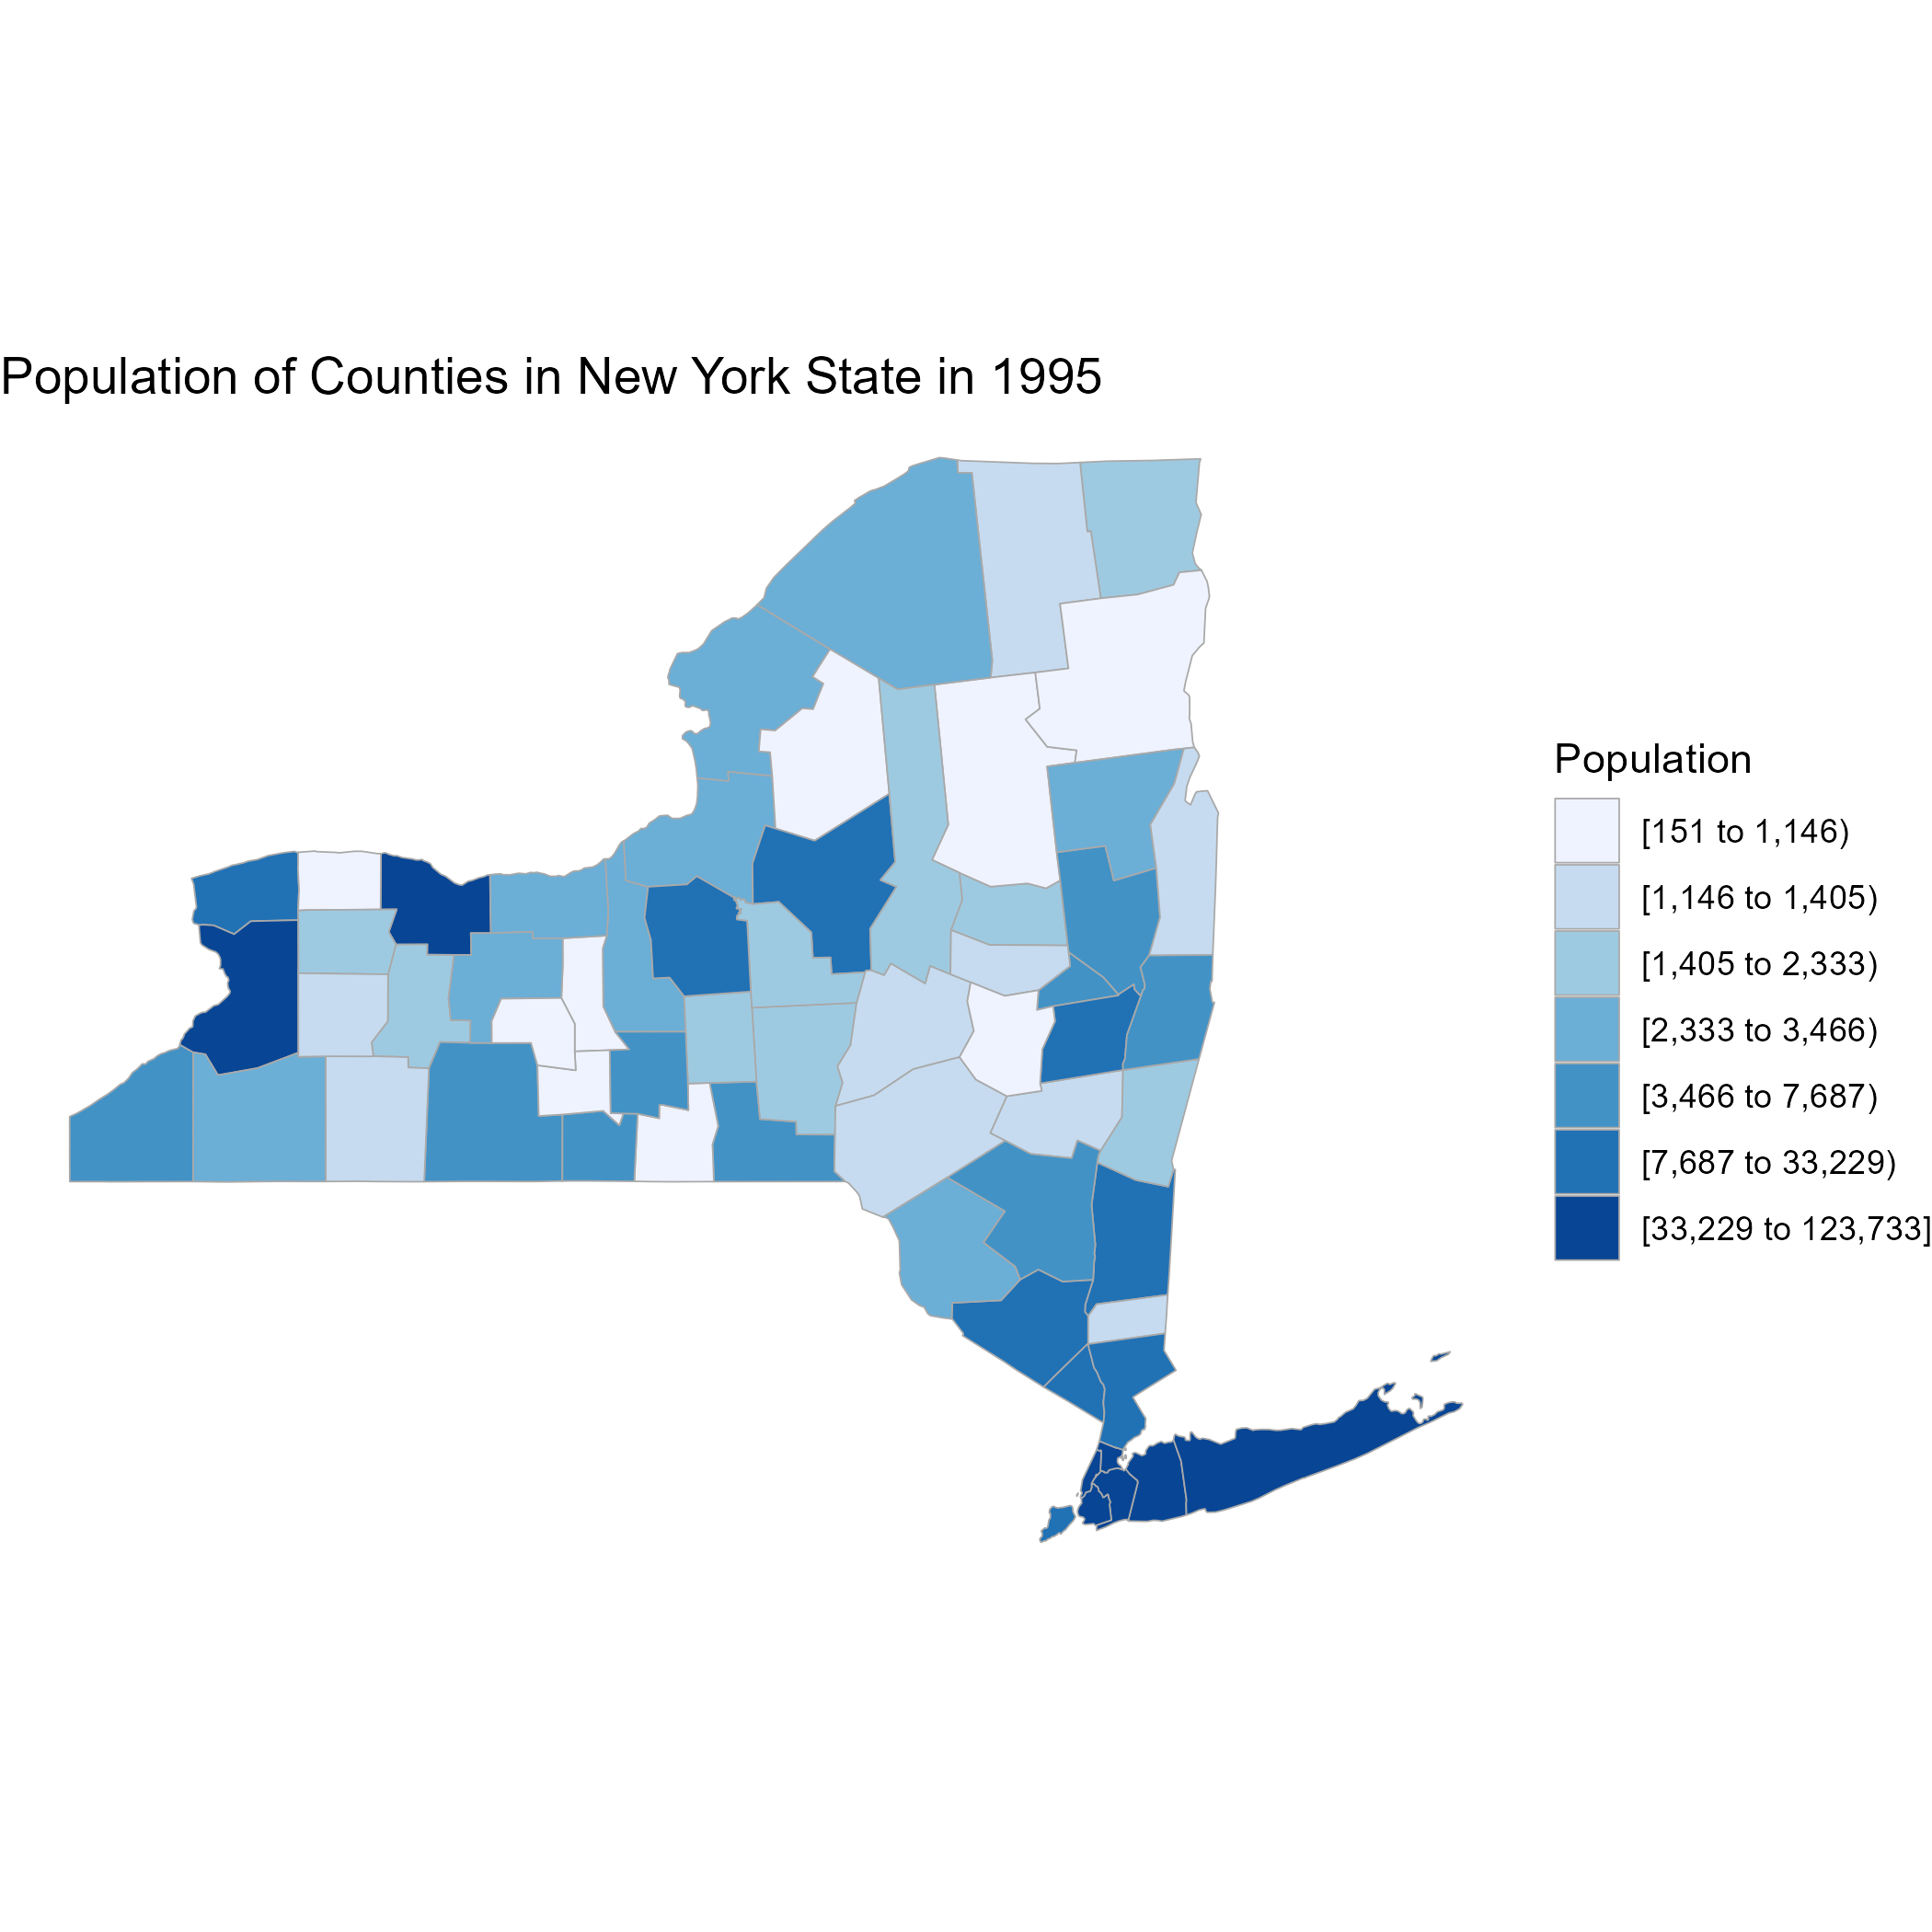 Population of Counties in New York State in 1995
Population
[151 to 1,146)
[1,146 to 1,405)
[1,405 to 2,333)
[2,333 to 3,466)
[3,466 to 7,687)
[7,687 to 33,229)
[33,229 to 123,733]